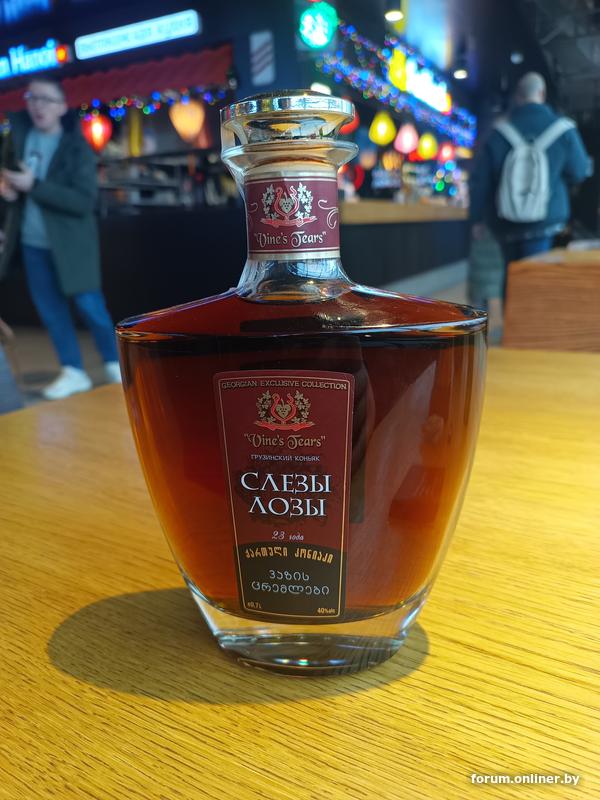 "Vine's Tears"
GEORGIAN EXCLUSIVE COLLECTION
"Vine's Tears"
ГРУЗИНСКИЙ КОНЬЯК
СЛЕЗЫ
ЛОЗЫ
23 года
ქართული კონიაკი
ვაზის
ცრემლები
40%alc
forum.onliner.by